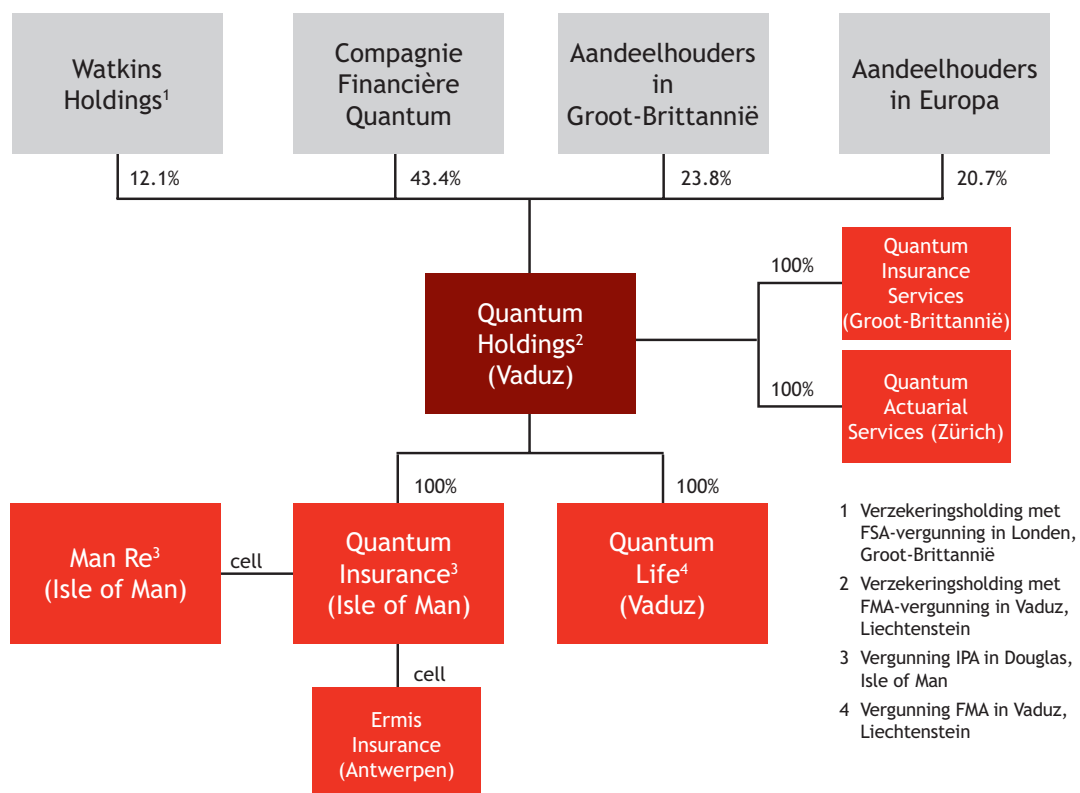 Watkins
Holdings¹
Compagnie
Financière
Quantum
Aandeelhouders
in
Groot-Brittannië
Aandeelhouders
in Europa
12.1%
43.4%
23.8%
20.7%
Quantum
Holdings²
(Vaduz)
100%
Quantum
Insurance
Services
(Groot-Brittannië)
100%
Quantum
Actuarial
Services (Zürich)
100%
100%
Man Re³
(Isle of Man)
cell
Quantum
Insurance³
(Isle of Man)
Quantum
Life⁴
(Vaduz)
cell
Ermis
Insurance
(Antwerpen)
1 Verzekeringsholding met
FSA-vergunning in Londen,
Groot-Brittannië
2 Verzekeringsholding met
FMA-vergunning in Vaduz,
Liechtenstein
3 Vergunning IPA in Douglas,
Isle of Man
4 Vergunning FMA in Vaduz,
Liechtenstein